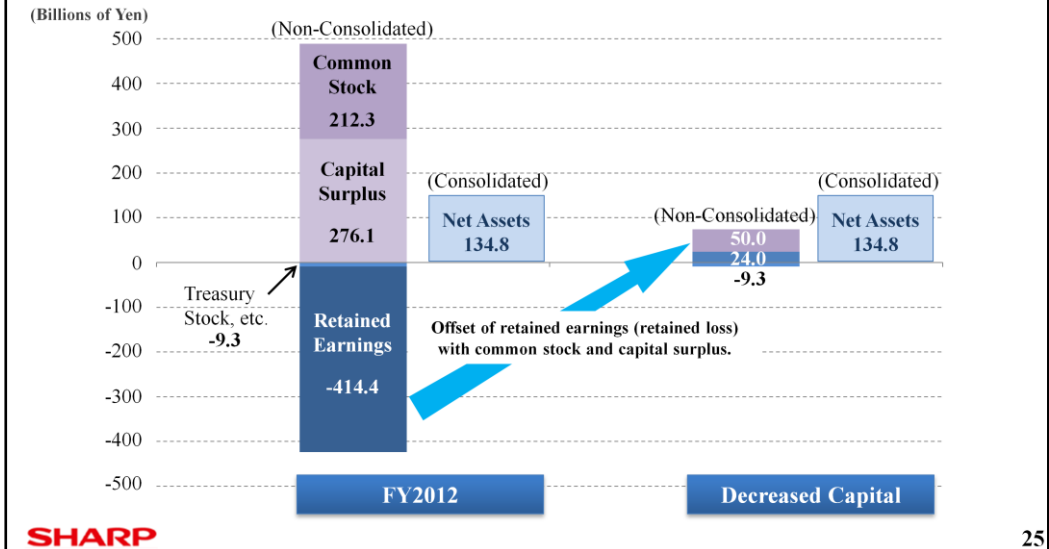 (Billions of Yen)
500
400
300
200
100
0
-100
-200
-300
-400
-500
(Non-Consolidated)
Common
Stock
212.3
Capital
Surplus
276.1
Treasury
Stock, etc.
-9.3
Retained
Earnings
-414.4
(Consolidated)
Net Assets
134.8
Offset of retained earnings (retained loss)
with common stock and capital surplus.
(Non-Consolidated)
50.0
24.0
-9.3
(Consolidated)
Net Assets
134.8
FY2012
Decreased Capital
SHARP
25